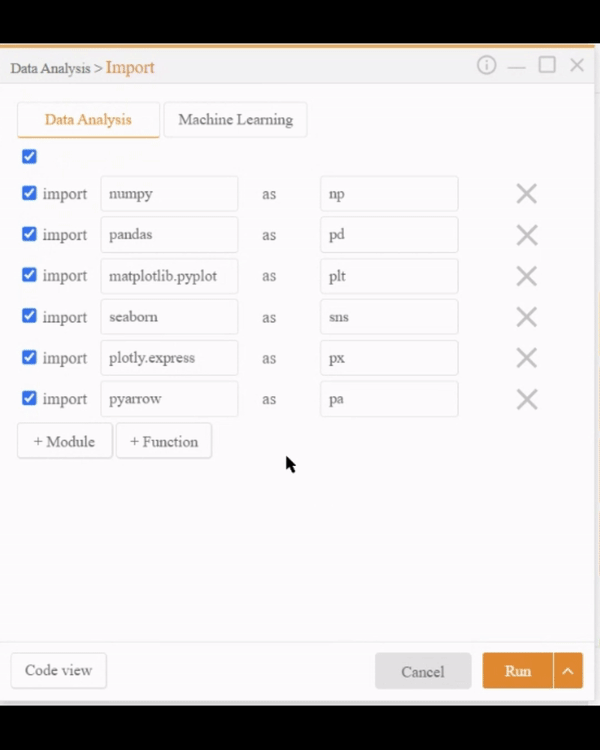 Data Analysis > Import
Data Analysis Machine Learning
import numpy as np
import pandas as pd
import matplotlib.pyplot as plt
import seaborn as sns
import plotly.express as px
import pyarrow as pa
+ Module + Function
Code view Cancel Run